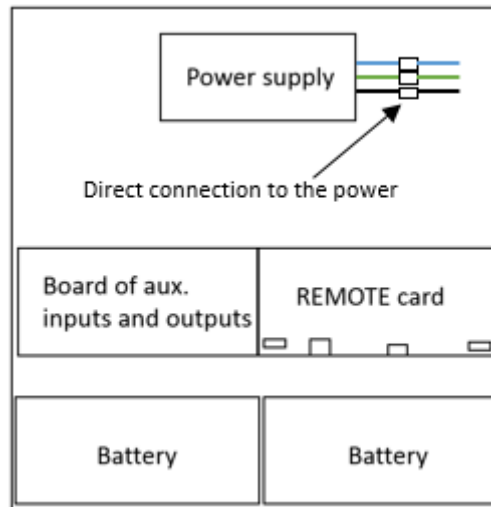 Power supply
Direct connection to the power
Board of aux.
inputs and outputs
REMOTE card
Battery
Battery